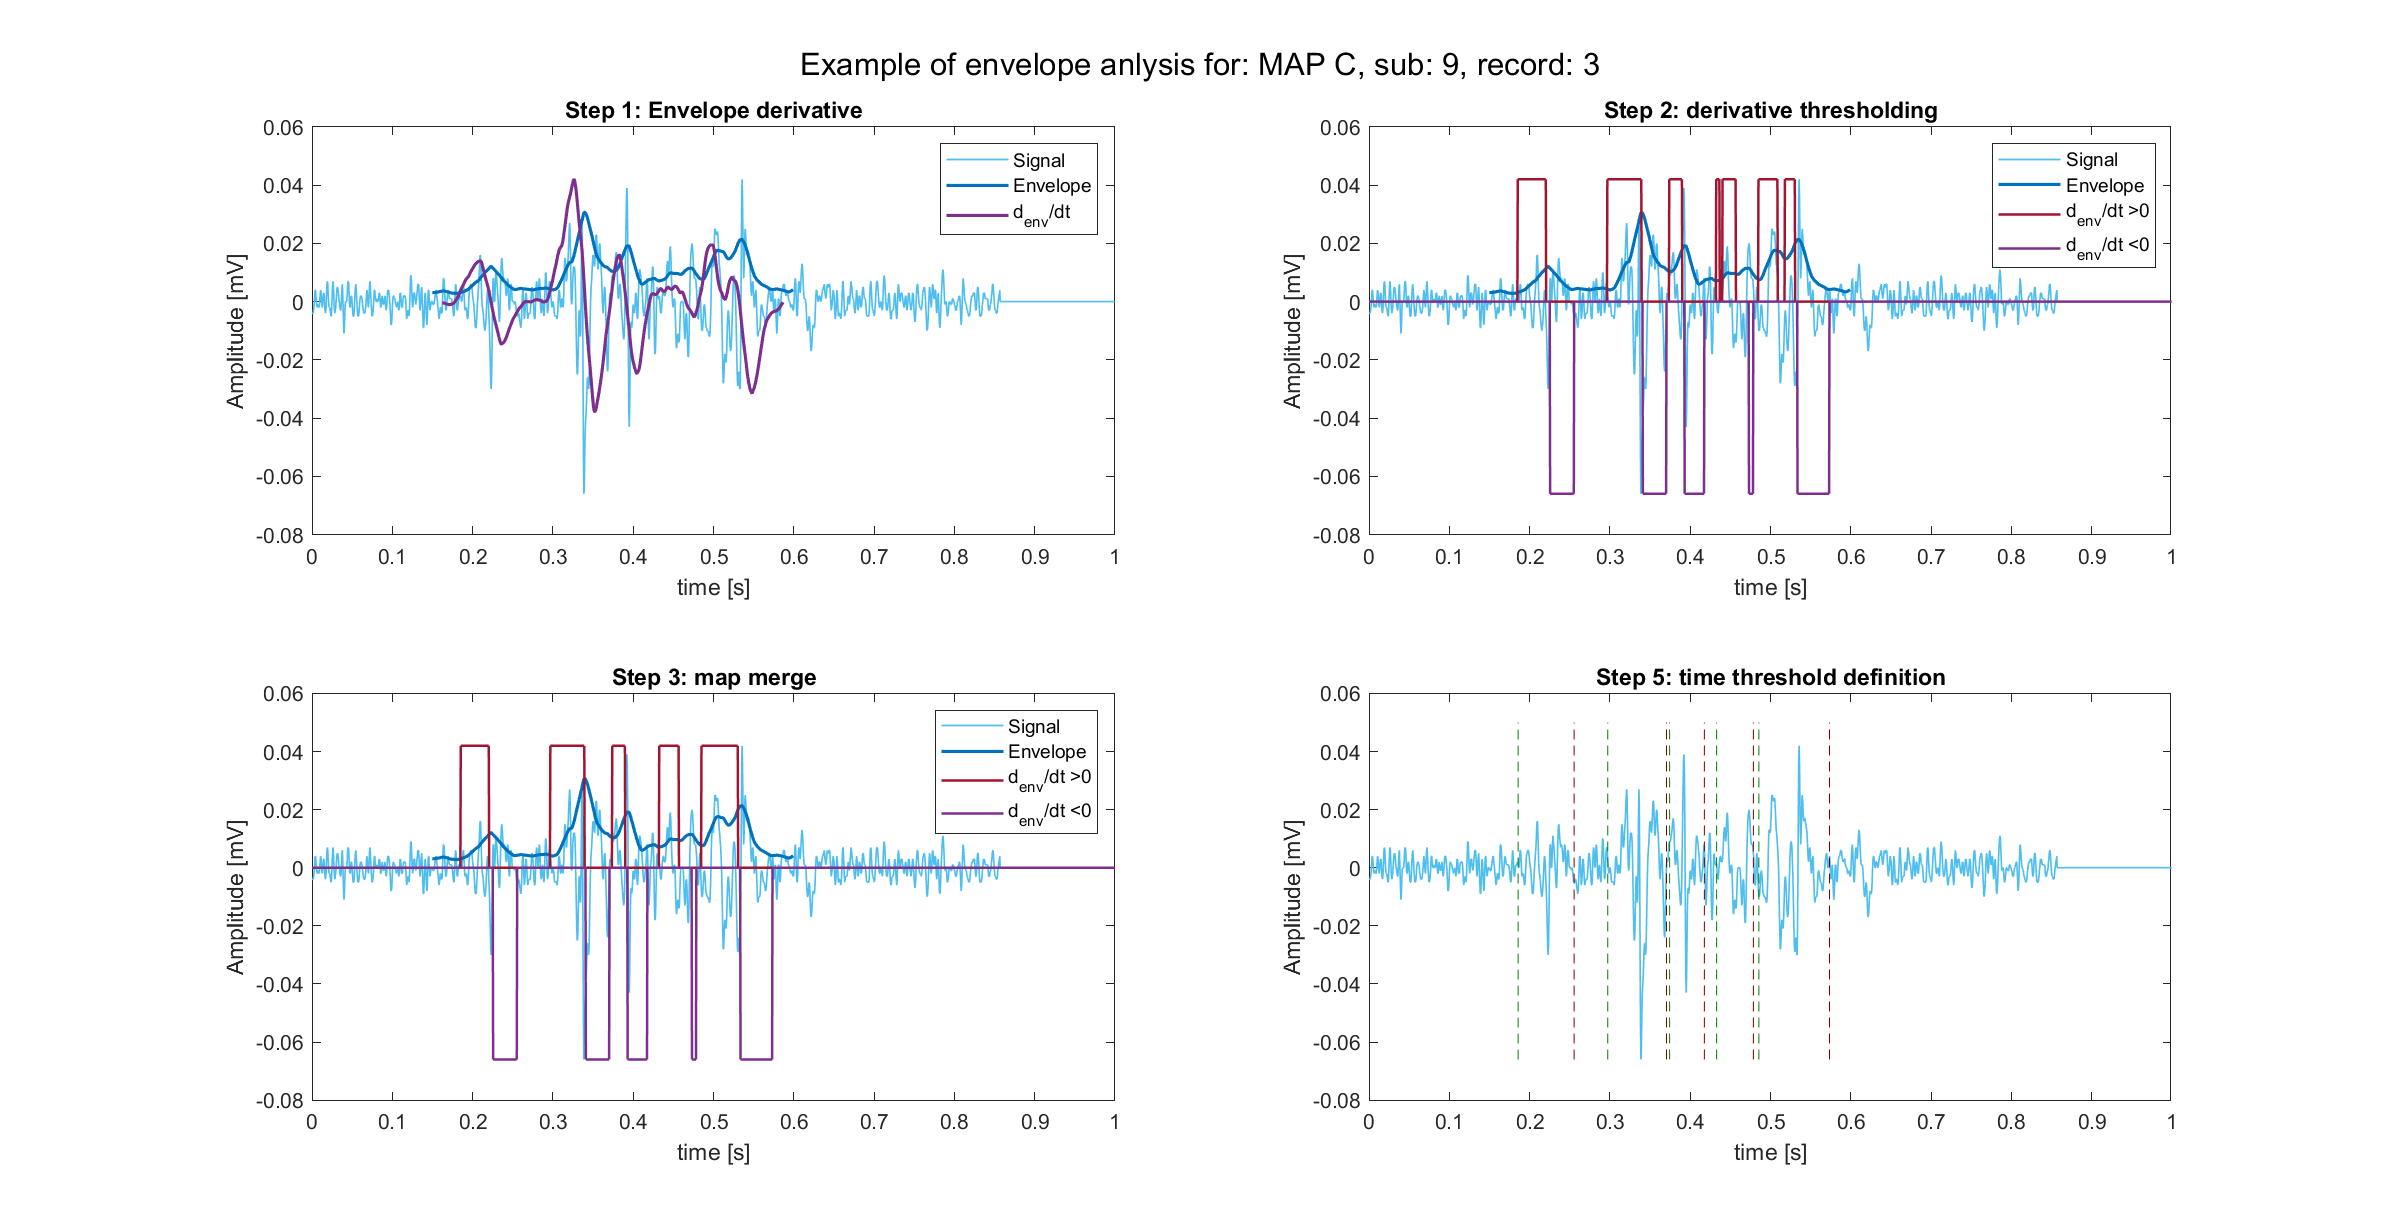 Example of envelope anlysis for: MAP C, sub: 9, record: 3
Step 1: Envelope derivative
0.06
0.04
0.02
0
-0.02
-0.04
-0.06
-0.08
Amplitude [mV]
0 0.1 0.2 0.3 0.4 0.5 0.6 0.7 0.8 0.9 1
time [s]
Signal
Envelope
d_env/dt
Step 2: derivative thresholding
0.06
0.04
0.02
0
-0.02
-0.04
-0.06
-0.08
Amplitude [mV]
0 0.1 0.2 0.3 0.4 0.5 0.6 0.7 0.8 0.9 1
time [s]
Signal
Envelope
d_env/dt >0
d_env/dt <0
Step 3: map merge
0.06
0.04
0.02
0
-0.02
-0.04
-0.06
-0.08
Amplitude [mV]
0 0.1 0.2 0.3 0.4 0.5 0.6 0.7 0.8 0.9 1
time [s]
Signal
Envelope
d_env/dt >0
d_env/dt <0
Step 5: time threshold definition
0.06
0.04
0.02
0
-0.02
-0.04
-0.06
-0.08
Amplitude [mV]
0 0.1 0.2 0.3 0.4 0.5 0.6 0.7 0.8 0.9 1
time [s]